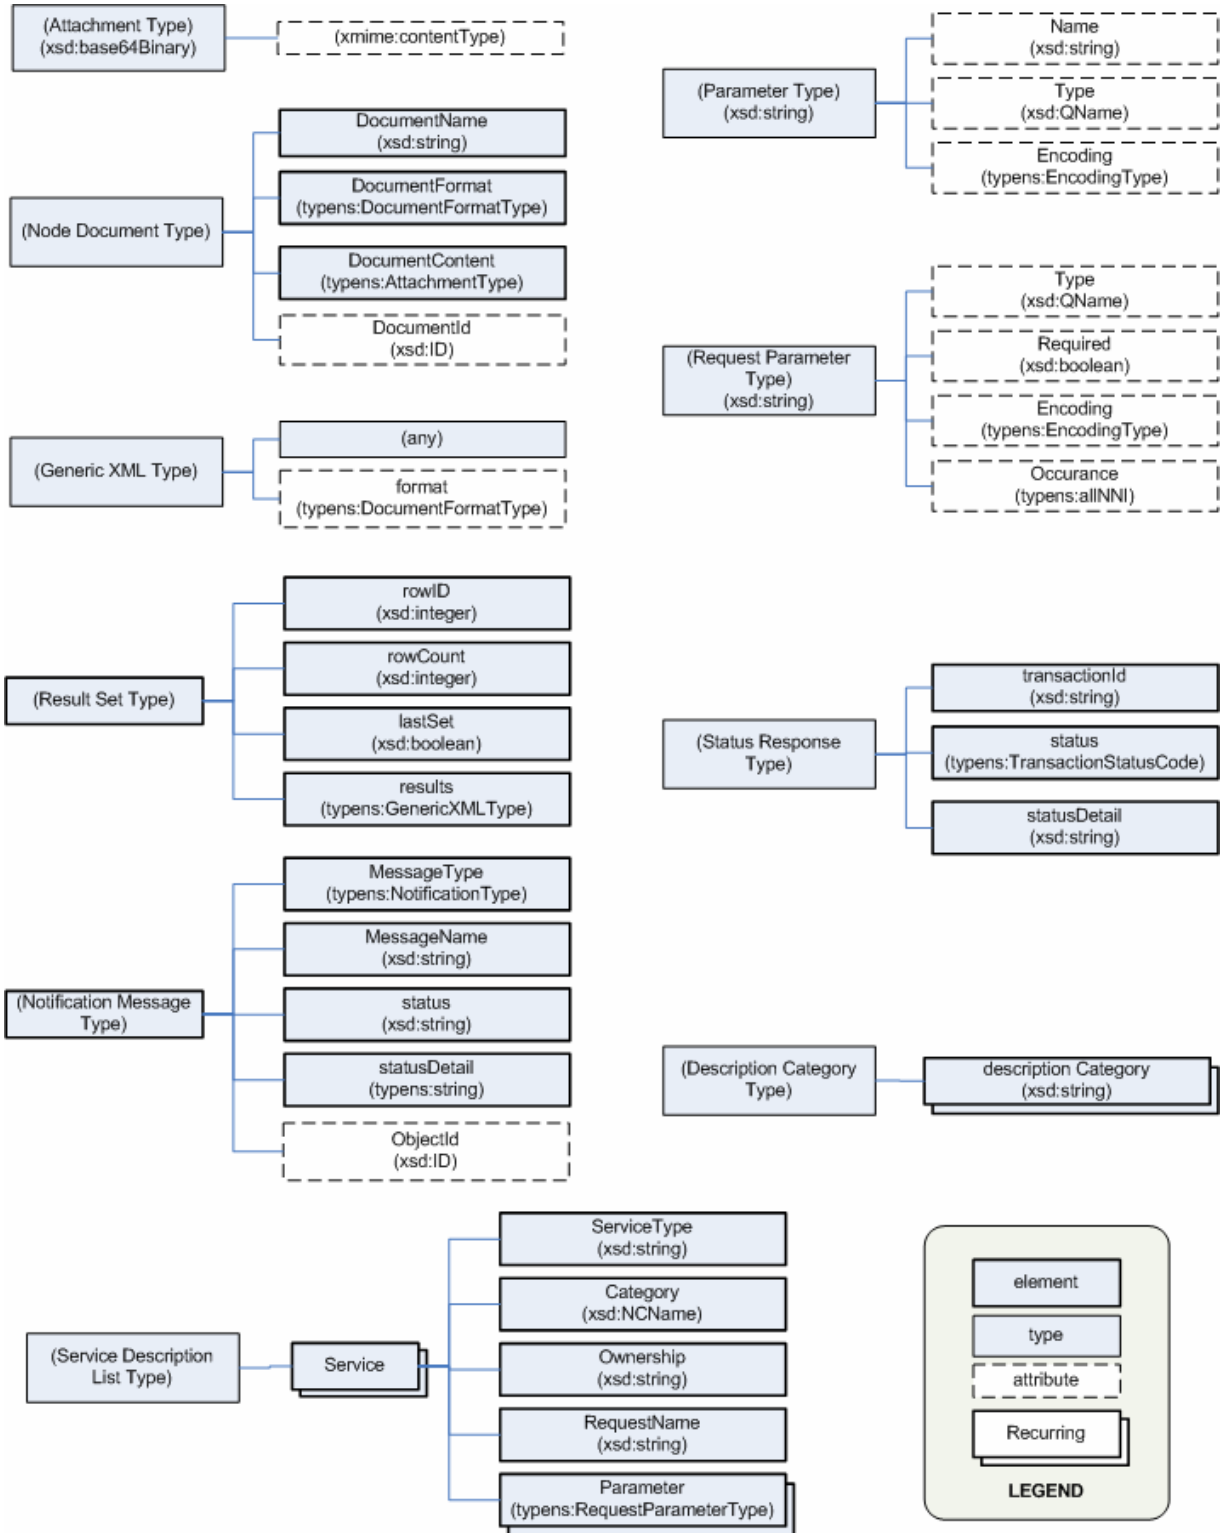 (Attachment Type)
(xsd:base64Binary)
(xmime:contentType)
(Node Document Type)
DocumentName
(xsd:string)
DocumentFormat
(typens:DocumentFormatType)
DocumentContent
(typens:AttachmentType)
DocumentId
(xsd:ID)
(Generic XML Type)
(any)
format
(typens:DocumentFormatType)
(Parameter Type)
(xsd:string)
Name
(xsd:string)
Type
(xsd:QName)
Encoding
(typens:EncodingType)
(Request Parameter
Type)
(xsd:string)
Type
(xsd:QName)
Required
(xsd:boolean)
Encoding
(typens:EncodingType)
Occurance
(typens:allNNI)
(Result Set Type)
rowID
(xsd:integer)
rowCount
(xsd:integer)
lastSet
(xsd:boolean)
results
(typens:GenericXMLType)
(Status Response
Type)
transactionId
(xsd:string)
status
(typens:TransactionStatusCode)
statusDetail
(xsd:string)
(Notification Message
Type)
MessageType
(typens:NotificationType)
MessageName
(xsd:string)
status
(xsd:string)
statusDetail
(typens:string)
ObjectId
(xsd:ID)
(Description Category
Type)
description Category
(xsd:string)
(Service Description
List Type)
Service
ServiceType
(xsd:string)
Category
(xsd:NCName)
Ownership
(xsd:string)
RequestName
(xsd:string)
Parameter
(typens:RequestParameterType)
element
type
attribute
Recurring
LEGEND